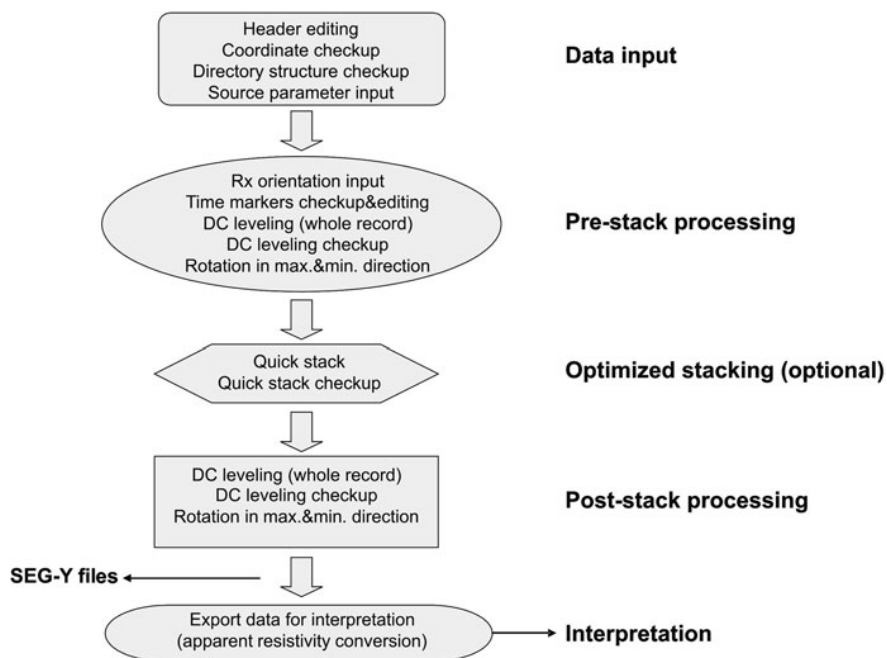 Header editing
Coordinate checkup
Directory structure checkup
Source parameter input
Data input
Rx orientation input
Time markers checkup&editing
DC leveling (whole record)
DC leveling checkup
Rotation in max.&min. direction
Pre-stack processing
Quick stack
Quick stack checkup
Optimized stacking (optional)
DC leveling (whole record)
DC leveling checkup
Rotation in max.&min. direction
Post-stack processing
SEG-Y files
Export data for interpretation
(apparent resistivity conversion)
Interpretation